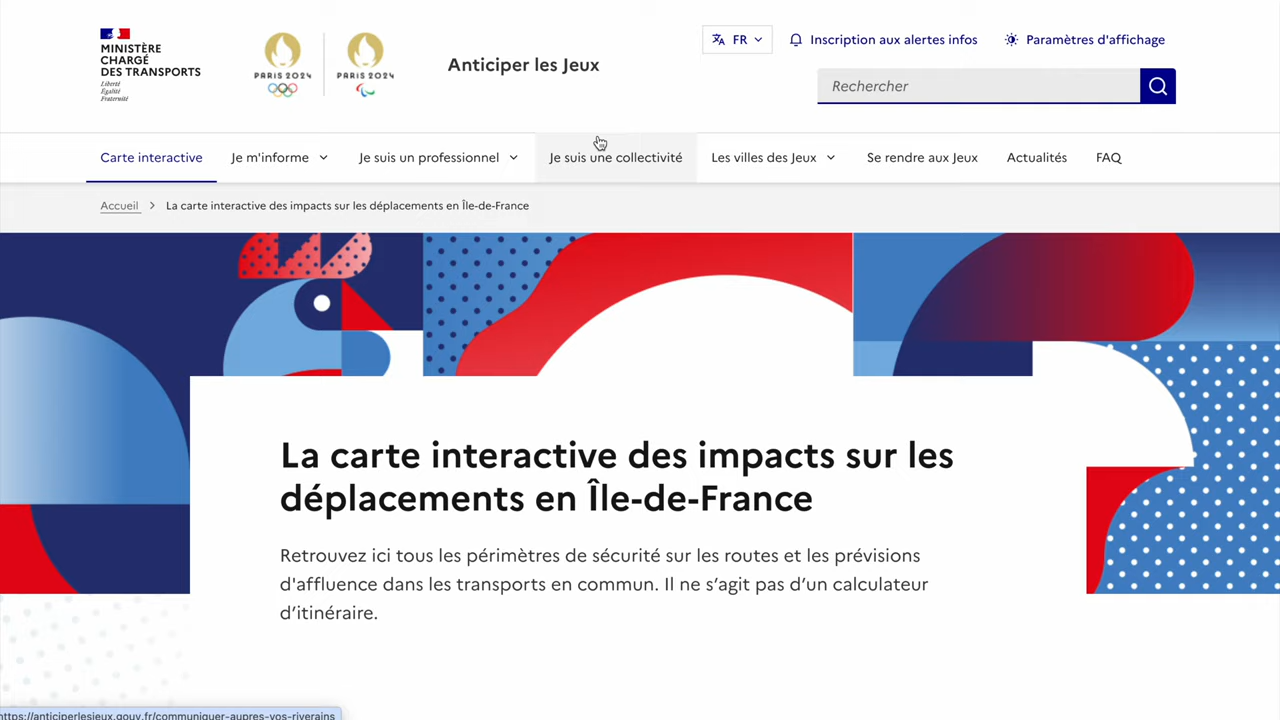 MINISTÈRE
CHARGÉ
DES TRANSPORTS
Liberté
Égalité
Fraternité
PARIS 2024
PARIS 2024
Anticiper les Jeux
FR
Inscription aux alertes infos
Paramètres d'affichage
Rechercher
Carte interactive
Je m'informe
Je suis un professionnel
Je suis une collectivité
Les villes des Jeux
Se rendre aux Jeux
Actualités
FAQ
Accueil > La carte interactive des impacts sur les déplacements en Île-de-France
La carte interactive des impacts sur les
déplacements en Île-de-France
Retrouvez ici tous les périmètres de sécurité sur les routes et les prévisions
d'affluence dans les transports en commun. Il ne s’agit pas d’un calculateur
d’itinéraire.
https://anticiperlesjeux.gouv.fr/communiquer-aupres-vos-riverains